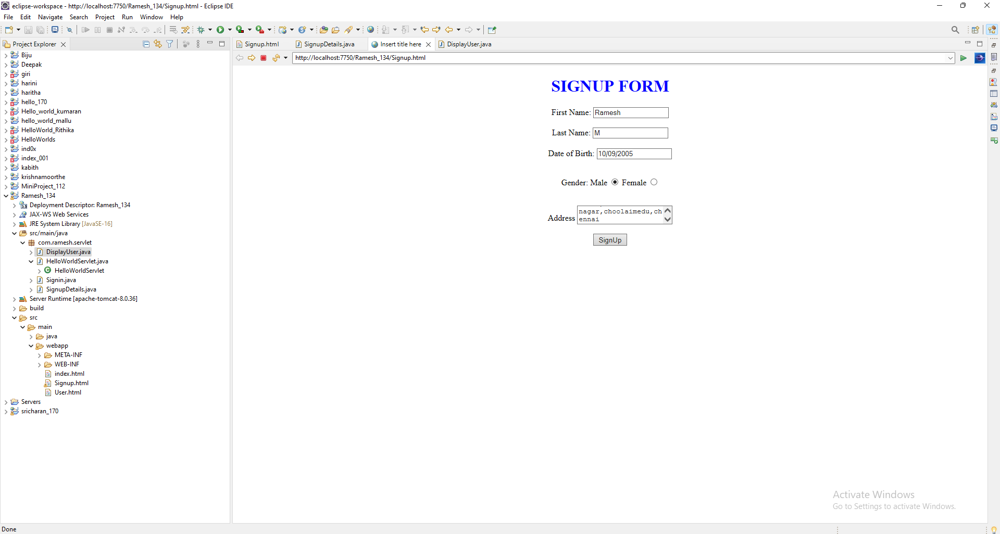 eclipse-workspace - http://localhost:7750/Ramesh_134/Signup.html - Eclipse IDE
File Edit Navigate Search Project Run Window Help
Project Explorer
Signup.html SignupDetails.java Insert title here DisplayUser.java
http://localhost:7750/Ramesh_134/Signup.html
Biju
Deepak
giri
harini
haritha
hello_170
Hello_world_kumaran
hello_world_mallu
HelloWorld_Rithika
HelloWorlds
ind0x
index_001
kabith
krishnamoorthe
MiniProject_112
Ramesh_134
Deployment Descriptor: Ramesh_134
JAX-WS Web Services
JRE System Library [JavaSE-16]
src/main/java
com.ramesh.servlet
DisplayUser.java
HelloWorldServlet.java
HelloWorldServlet
Signin.java
SignupDetails.java
Server Runtime [apache-tomcat-8.0.36]
build
src
main
java
webapp
META-INF
WEB-INF
index.html
Signup.html
User.html
Servers
sricharan_170
SIGNUP FORM
First Name: Ramesh
Last Name: M
Date of Birth: 10/09/2005
Gender: Male Female
nagar,choolaimedu,ch
Address ennai
SignUp
Activate Windows
Go to Settings to activate Windows.
Done